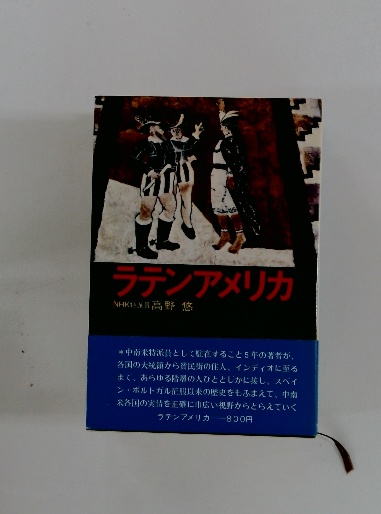 ラテンアメリカ
NHK特派員 高野 悠
＊中南米特派員として駐在すること5年の著者が、
各国の大統領から貧民街の住人、インディオに至る
まで、あらゆる階層の人びととじかに接し、スペイ
ン・ポルトガル征服以来の歴史をもふまえて、中南
米各国の実情を正確に巾広い視野からとらえていく
ラテンアメリカ——800円